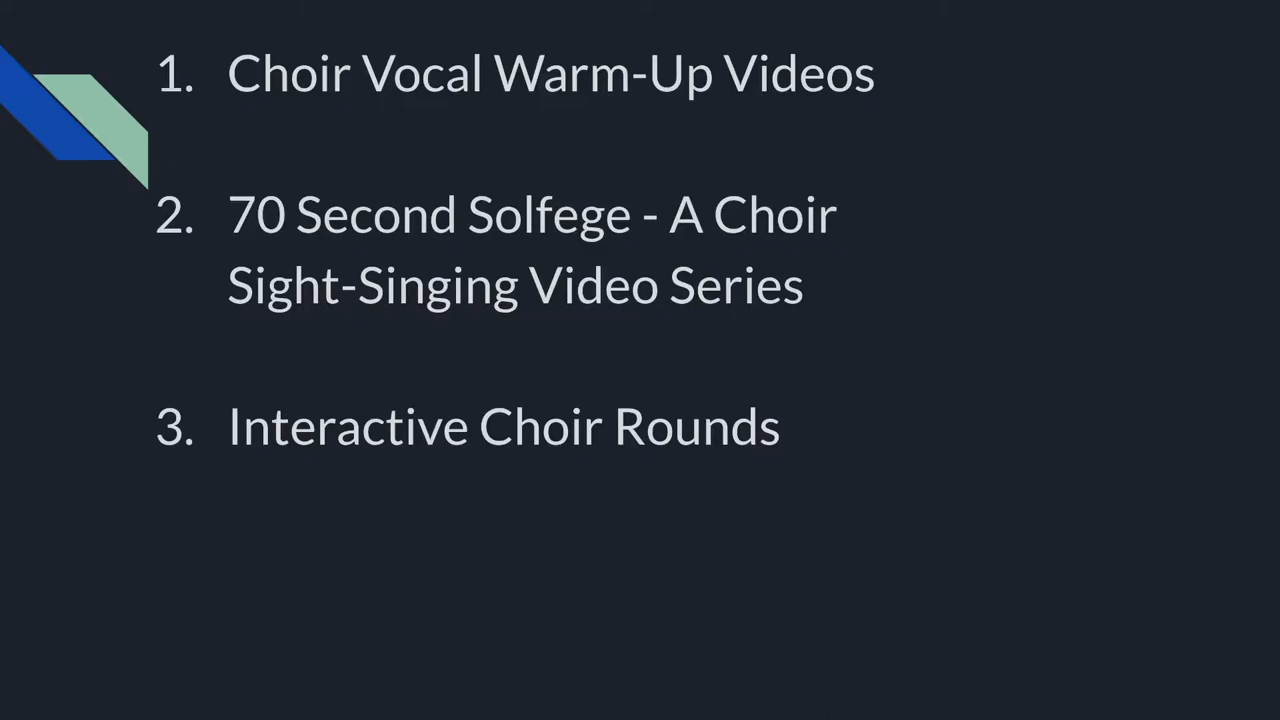 1. Choir Vocal Warm-Up Videos
2. 70 Second Solfege - A Choir
Sight-Singing Video Series
3. Interactive Choir Rounds